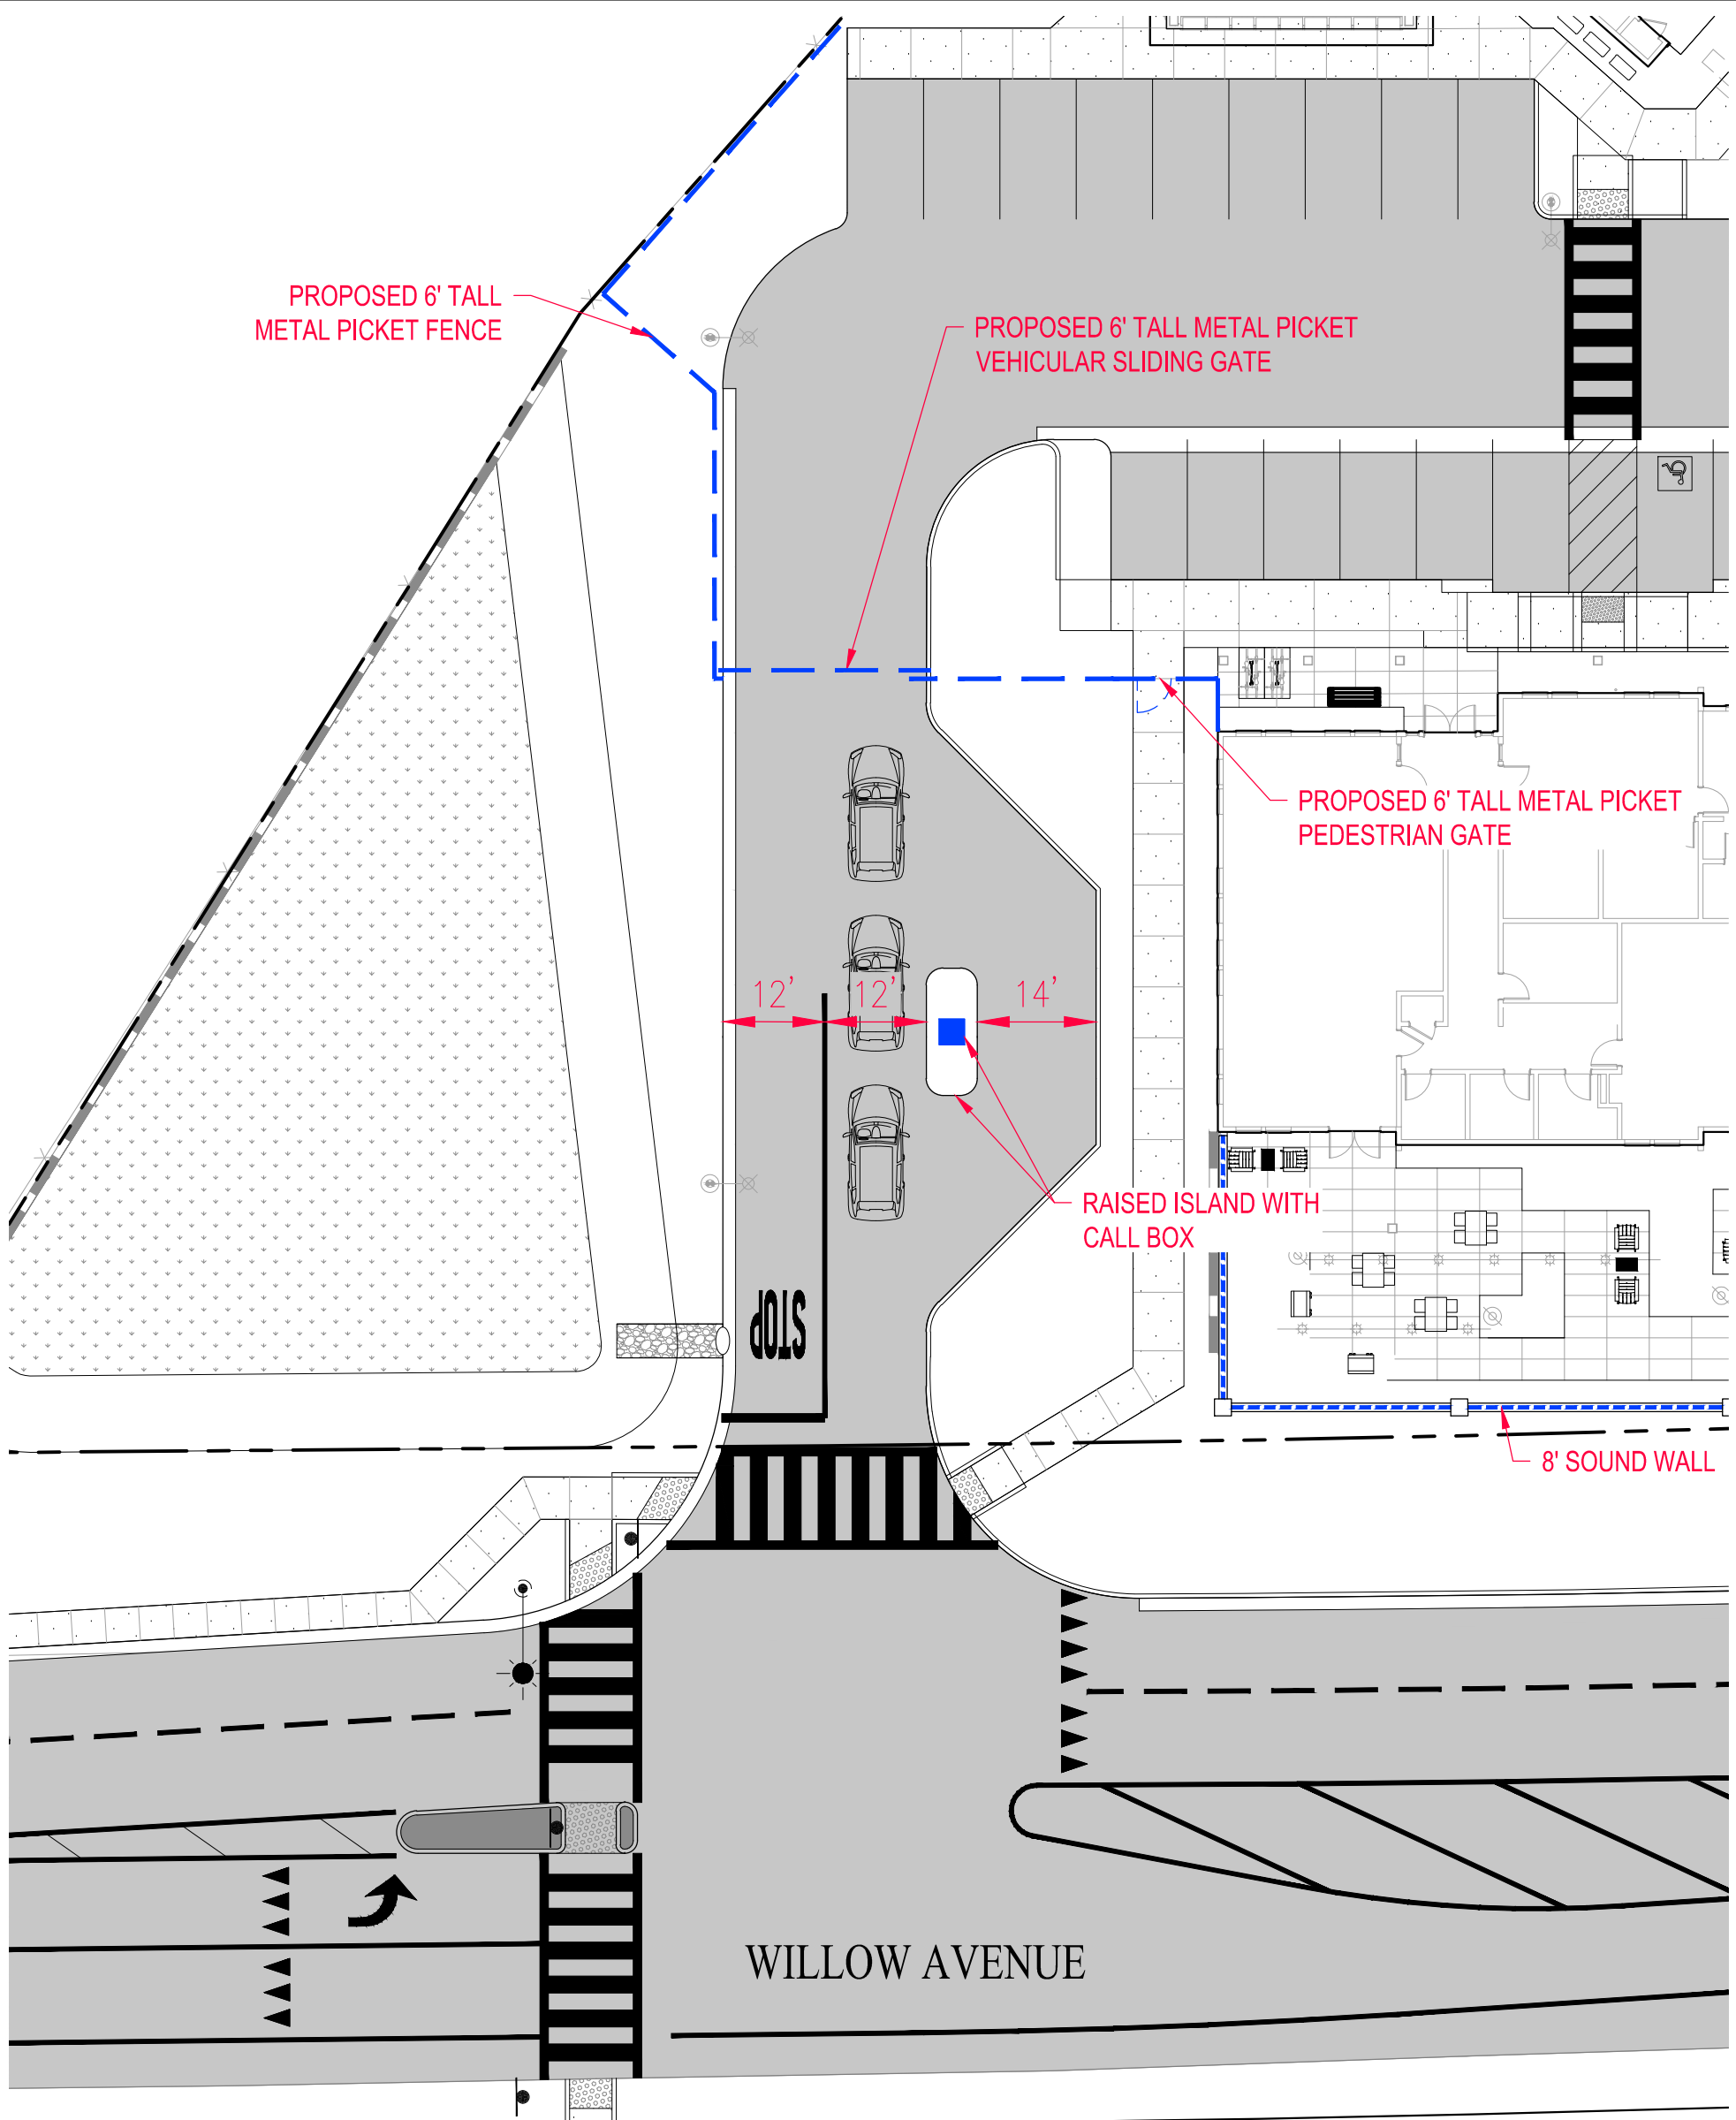 PROPOSED 6' TALL
METAL PICKET FENCE
PROPOSED 6' TALL METAL PICKET
VEHICULAR SLIDING GATE
PROPOSED 6' TALL METAL PICKET
PEDESTRIAN GATE
12'
12'
14'
RAISED ISLAND WITH
CALL BOX
STOP
8' SOUND WALL
WILLOW AVENUE